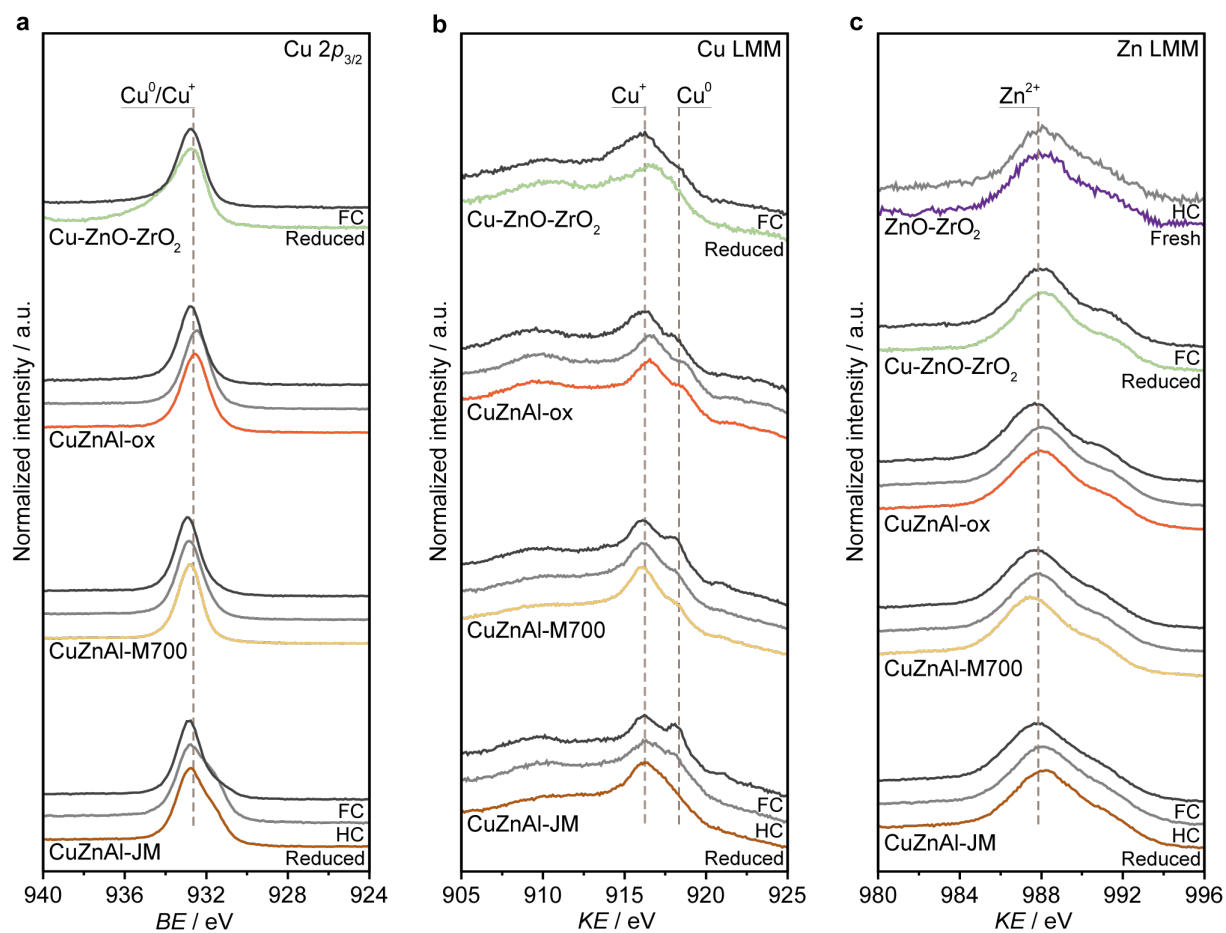 a
Cu 2p3/2
Cu⁰/Cu⁺
FC
Cu-ZnO-ZrO₂
Reduced
CuZnAl-ox
CuZnAl-M700
FC
HC
CuZnAl-JM
Reduced
Normalized intensity / a.u.
940 936 932 928 924
BE / eV
b
Cu LMM
Cu⁺ Cu⁰
FC
Cu-ZnO-ZrO₂
Reduced
CuZnAl-ox
CuZnAl-M700
FC
CuZnAl-JM
HC
Reduced
Normalized intensity / a.u.
905 910 915 920 925
KE / eV
c
Zn LMM
Zn²⁺
HC
ZnO-ZrO₂
Fresh
FC
Cu-ZnO-ZrO₂
Reduced
CuZnAl-ox
CuZnAl-M700
FC
HC
CuZnAl-JM
Reduced
Normalized intensity / a.u.
980 984 988 992 996
KE / eV